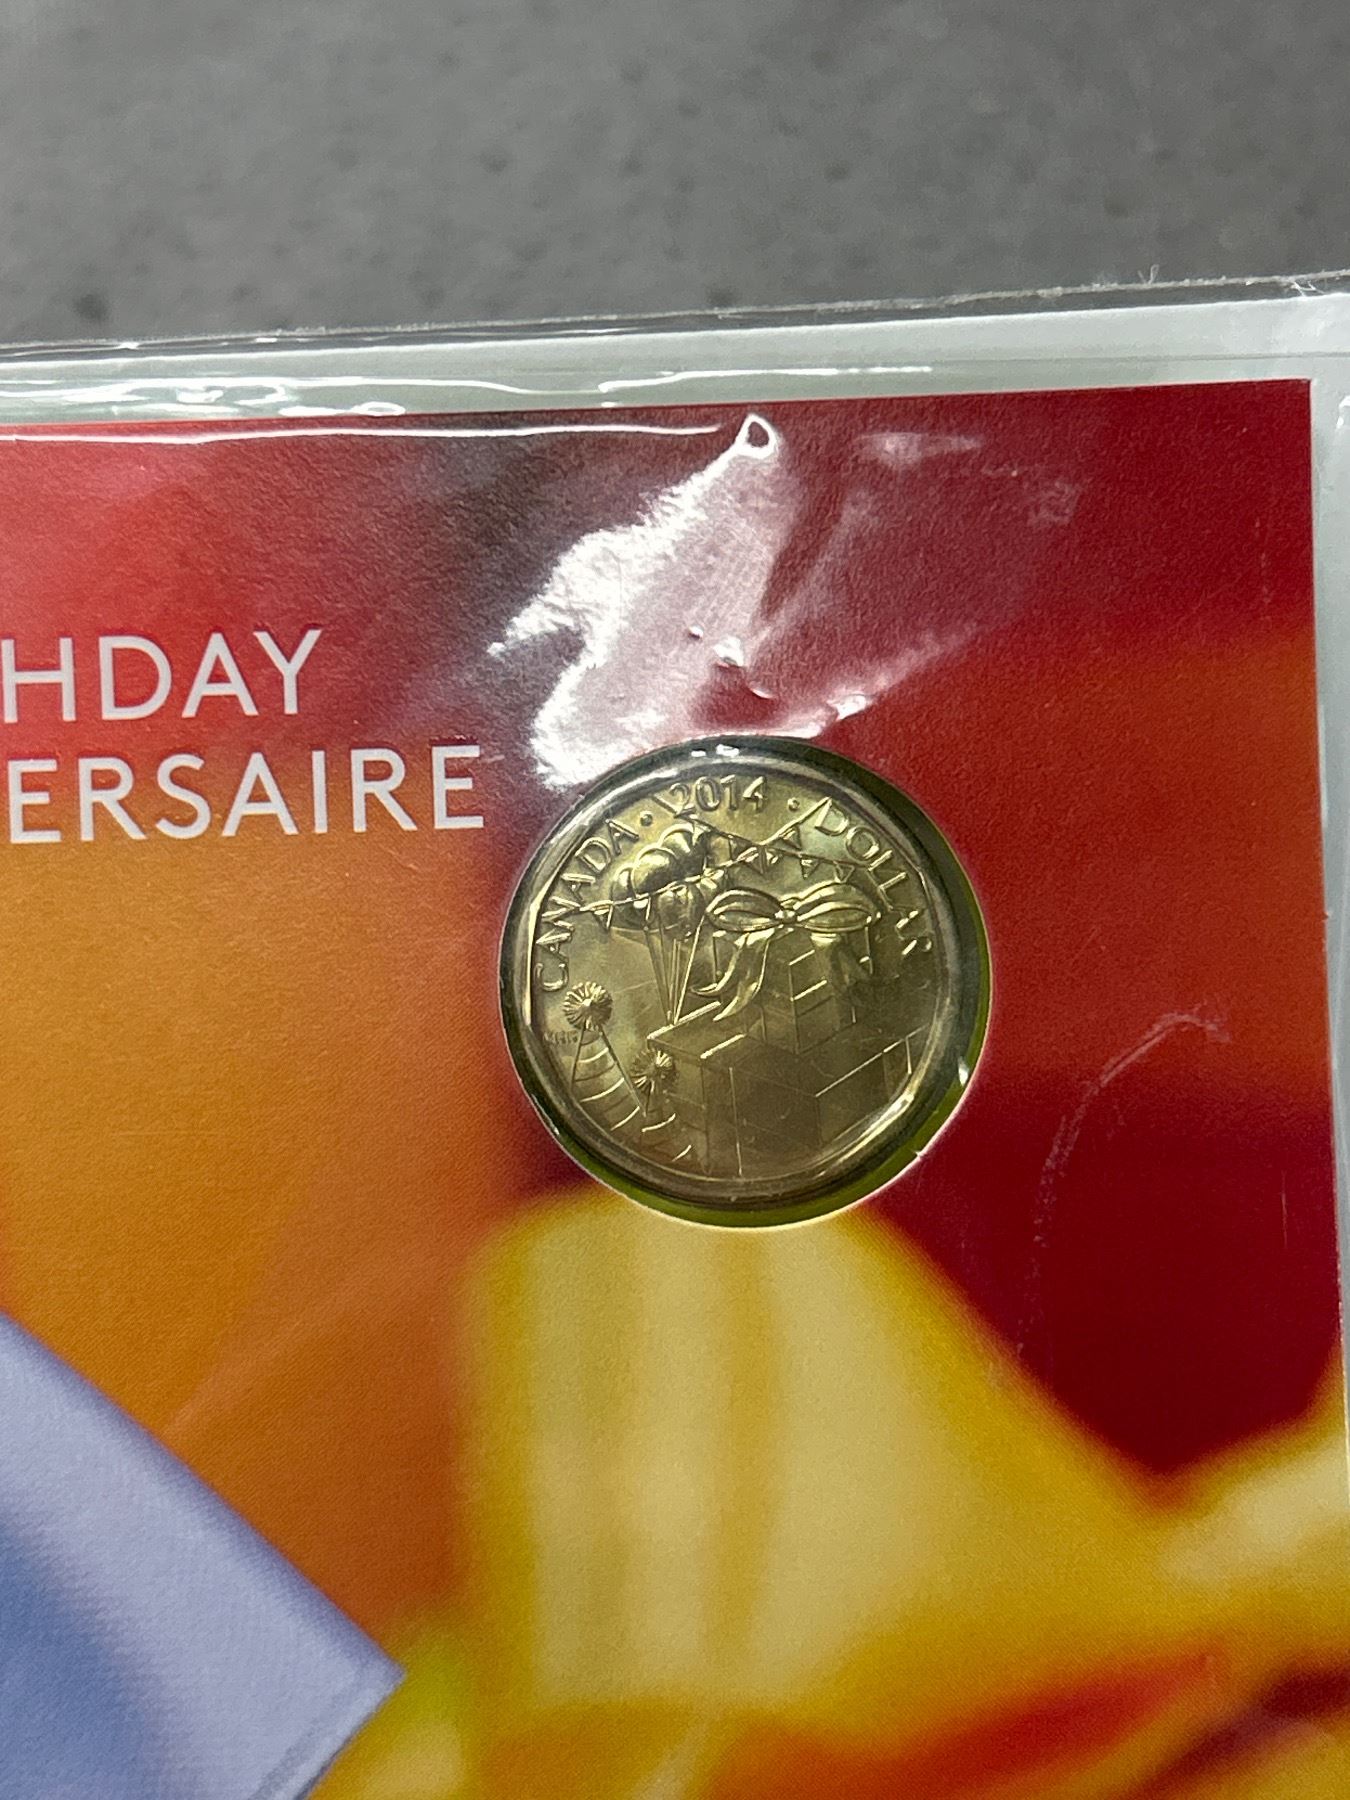 HDAY
ERSAIRE
CANADA · 2014 · DOLLAR